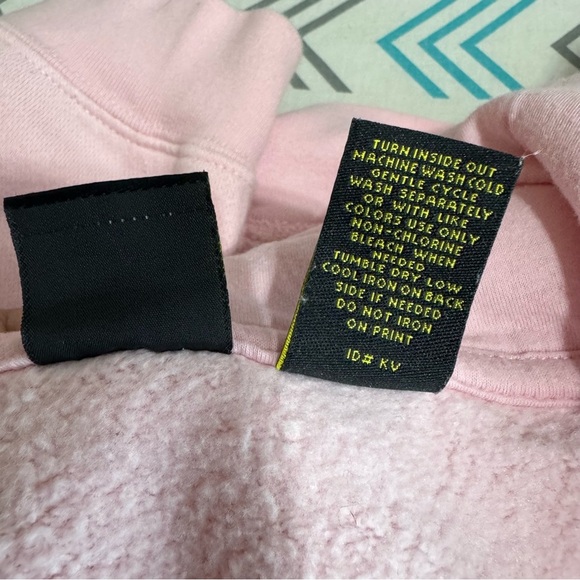 TURN INSIDE OUT
MACHINE WASH COLD
GENTLE CYCLE
WASH SEPARATELY
OR WITH LIKE
COLORS USE ONLY
NON-CHLORINE
BLEACH WHEN
NEEDED
TUMBLE DRY LOW
COOL IRON ON BACK
SIDE IF NEEDED
DO NOT IRON
ON PRINT
ID# KV